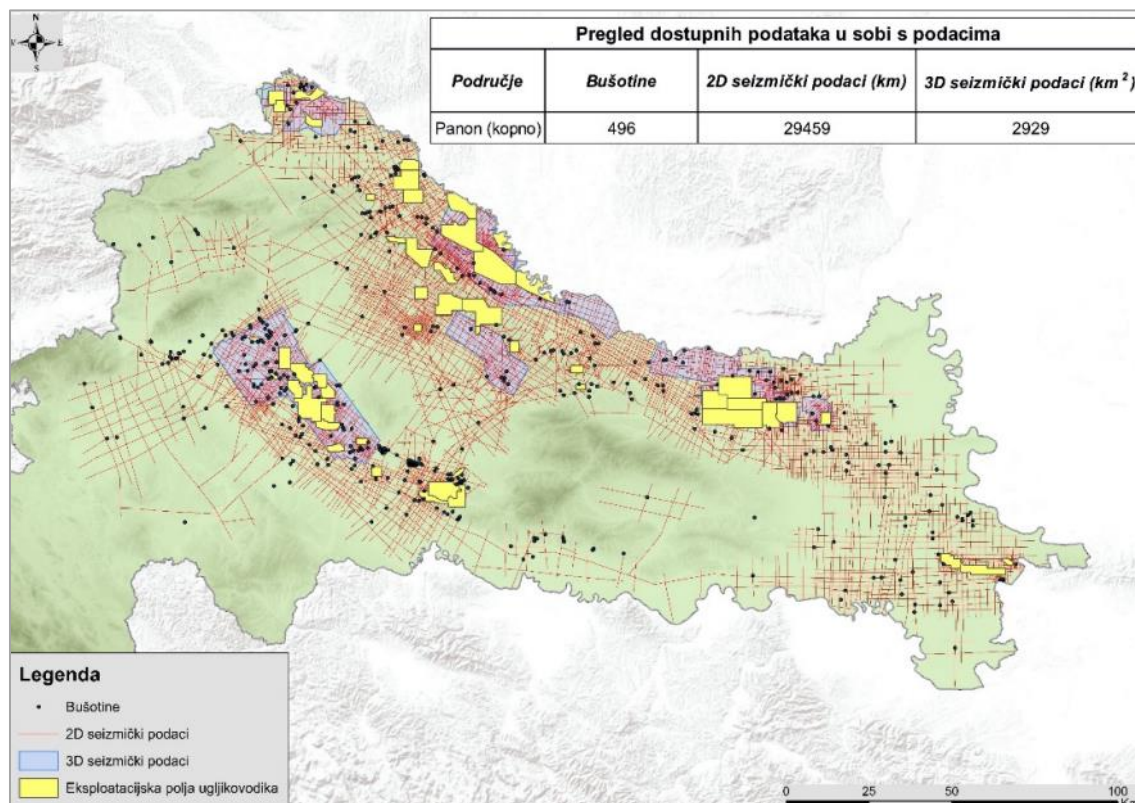 N
E
S
Pregled dostupnih podataka u sobi s podacima
Područje Bušotine 2D seizmički podaci (km) 3D seizmički podaci (km²)
Panon (kopno) 496 29459 2929
Legenda
Bušotine
2D seizmički podaci
3D seizmički podaci
Eksploatacijska polja ugljikovodika
0 25 50 100